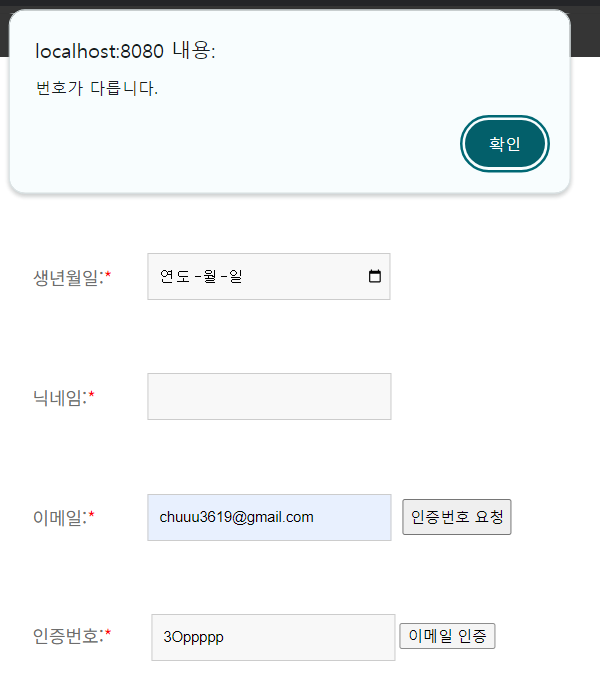 localhost:8080 내용:
번호가 다릅니다.
확인
생년월일:* 연도-월-일
닉네임:*
이메일:* chuuu3619@gmail.com 인증번호 요청
인증번호:* 3Oppppp 이메일 인증